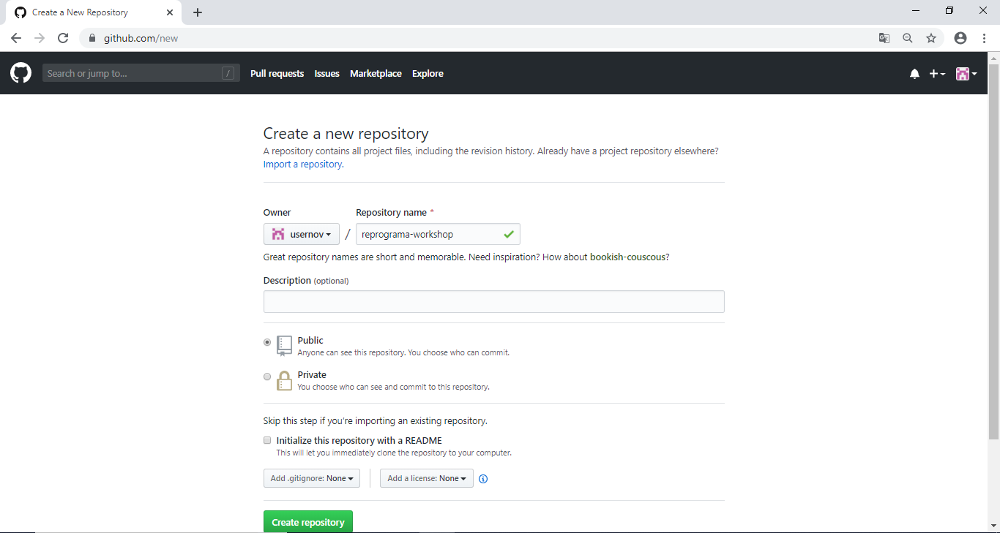 Create a New Repository
github.com/new
Search or jump to... /
Pull requests Issues Marketplace Explore
Create a new repository
A repository contains all project files, including the revision history. Already have a project repository elsewhere?
Import a repository.
Owner Repository name *
usernov / reprograma-workshop
Great repository names are short and memorable. Need inspiration? How about bookish-couscous?
Description (optional)
Public
Anyone can see this repository. You choose who can commit.
Private
You choose who can see and commit to this repository.
Skip this step if you're importing an existing repository.
Initialize this repository with a README
This will let you immediately clone the repository to your computer.
Add .gitignore: None Add a license: None
Create repository